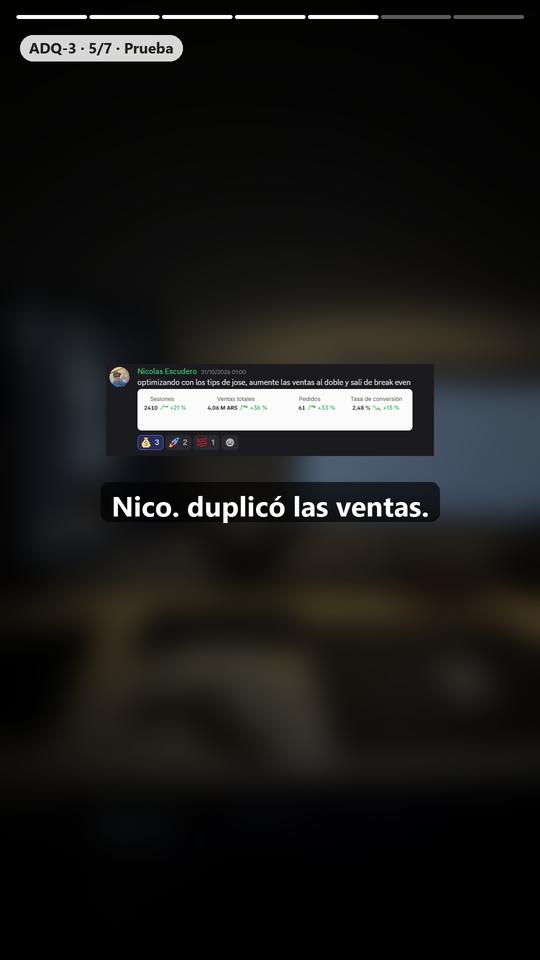 ADQ-3 · 5/7 · Prueba
Nicolas Escudero 31/10/2024 01:00
optimizando con los tips de jose, aumente las ventas al doble y sali de break even
Sesiones Ventas totales Pedidos Tasa de conversión
2410 +21 % 4,06 M ARS +36 % 61 +33 % 2,48 % +13 %
3 2 1
Nico. duplicó las ventas.